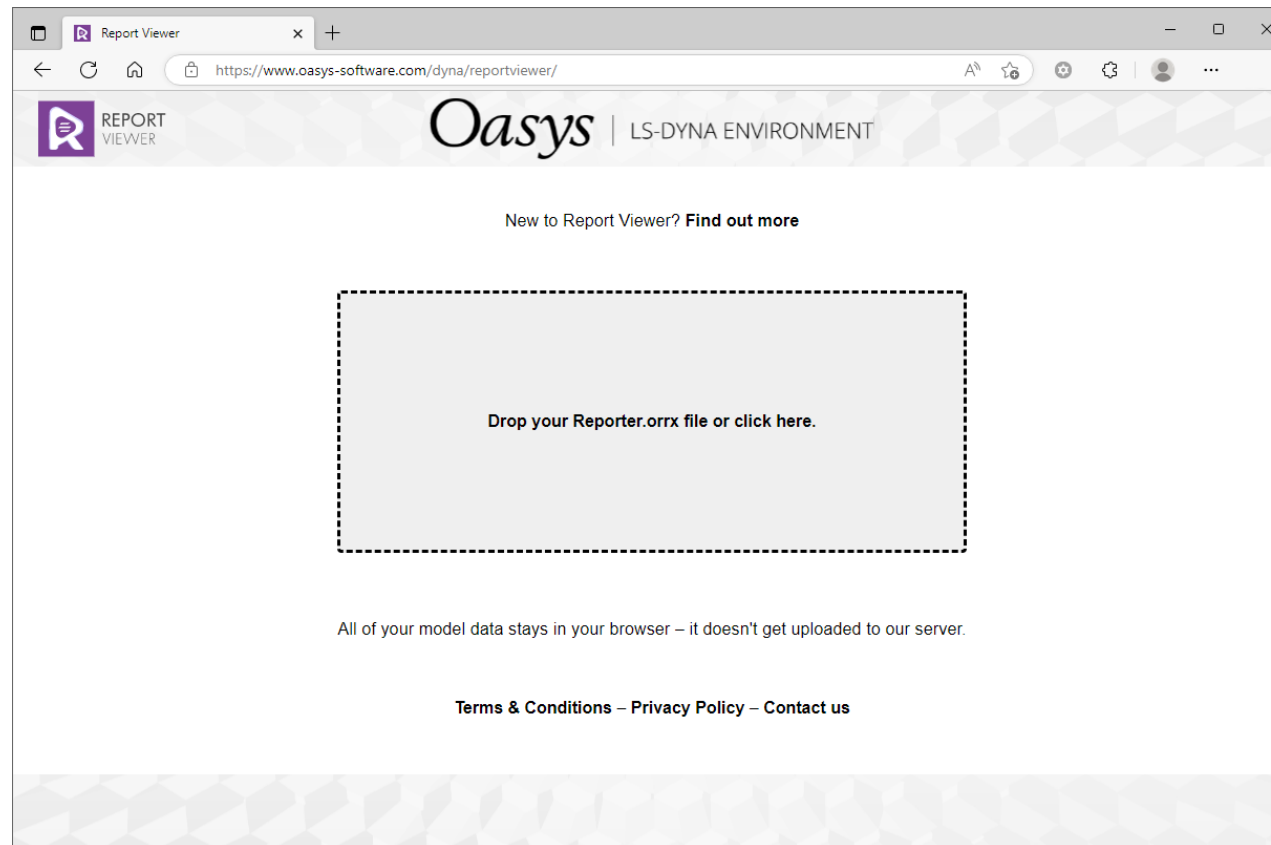 Report Viewer
https://www.oasys-software.com/dyna/reportviewer/
REPORT
VIEWER
Oasys | LS-DYNA ENVIRONMENT
New to Report Viewer? Find out more
Drop your Reporter.orrx file or click here.
All of your model data stays in your browser – it doesn't get uploaded to our server.
Terms & Conditions – Privacy Policy – Contact us